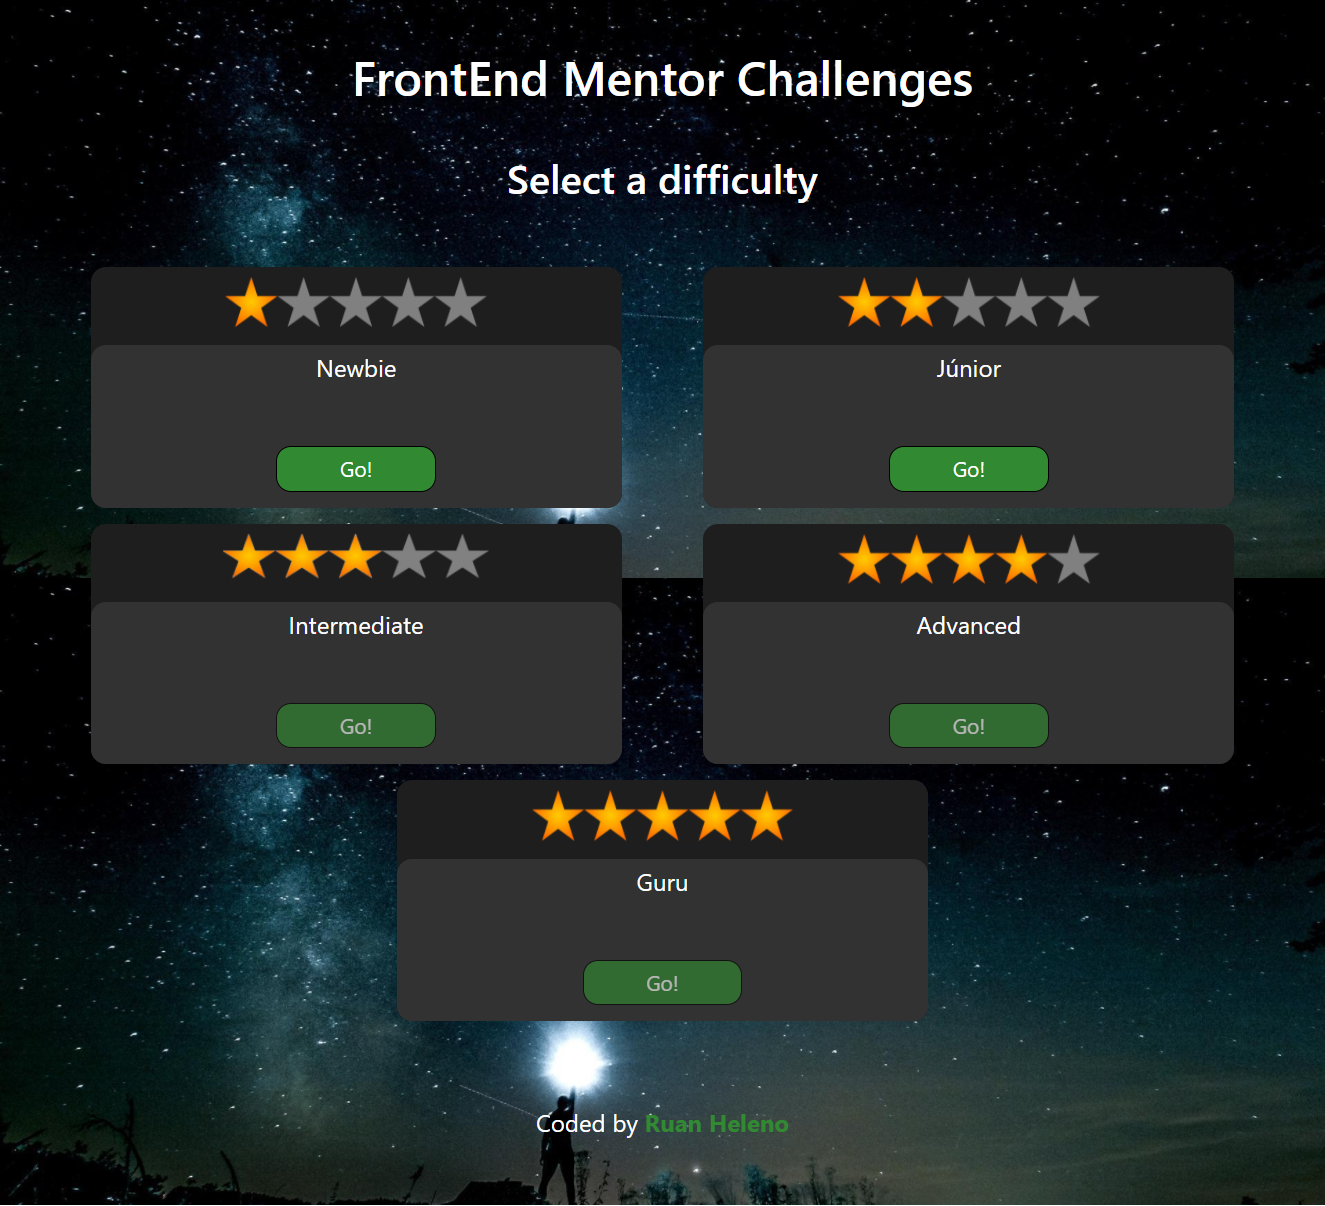 FrontEnd Mentor Challenges
Select a difficulty
Newbie
Go!
Júnior
Go!
Intermediate
Go!
Advanced
Go!
Guru
Go!
Coded by Ruan Heleno